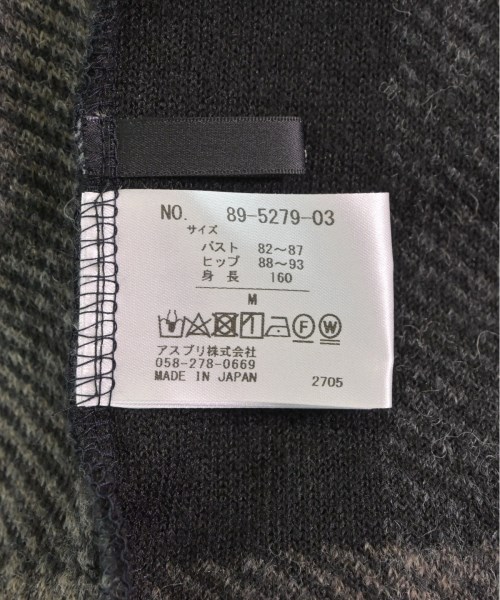 NO. 89-5279-03
サイズ
バスト 82～87
ヒップ 88～93
身長 160
M
F W
アスプリ株式会社
058-278-0669
MADE IN JAPAN 2705